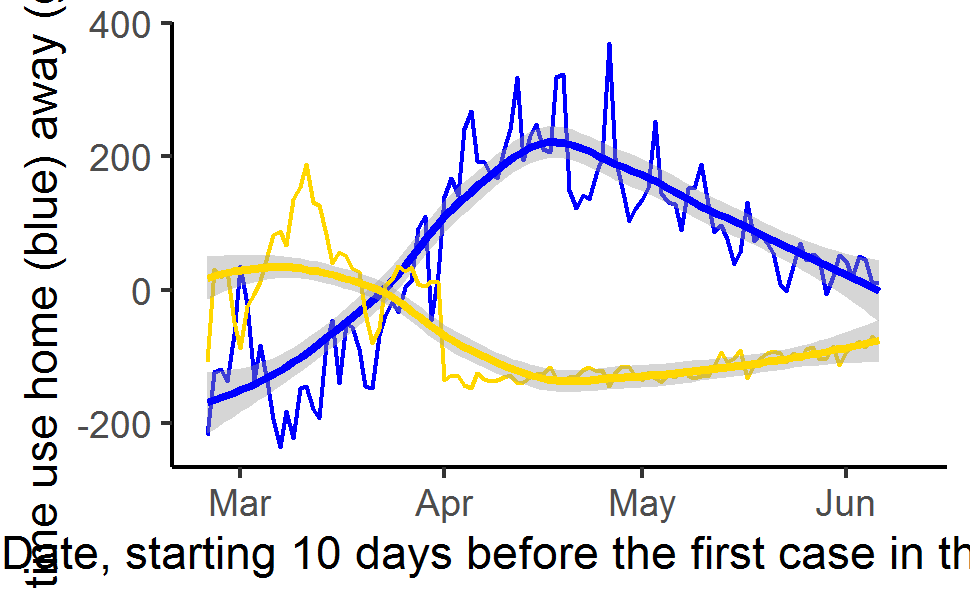 time use home (blue) away (
400
200
0
-200
Mar Apr May Jun
Date, starting 10 days before the first case in th